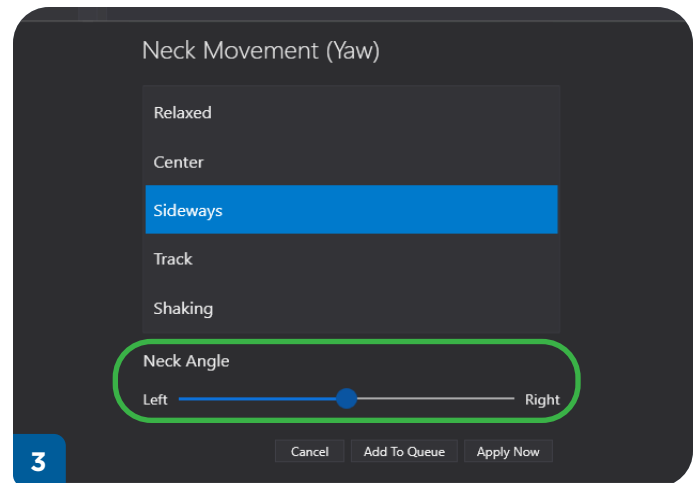 Neck Movement (Yaw)
Relaxed
Center
Sideways
Track
Shaking
Neck Angle
Left Right
Cancel Add To Queue Apply Now
3